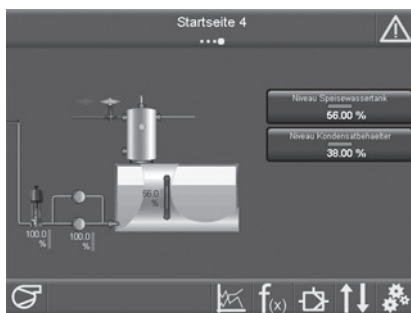 Startseite 4
Niveau Speisewassertank
56.00 %
Niveau Kondensatbehaelter
38.00 %
56.0
%
100.0
%
100.0
%
f(x)